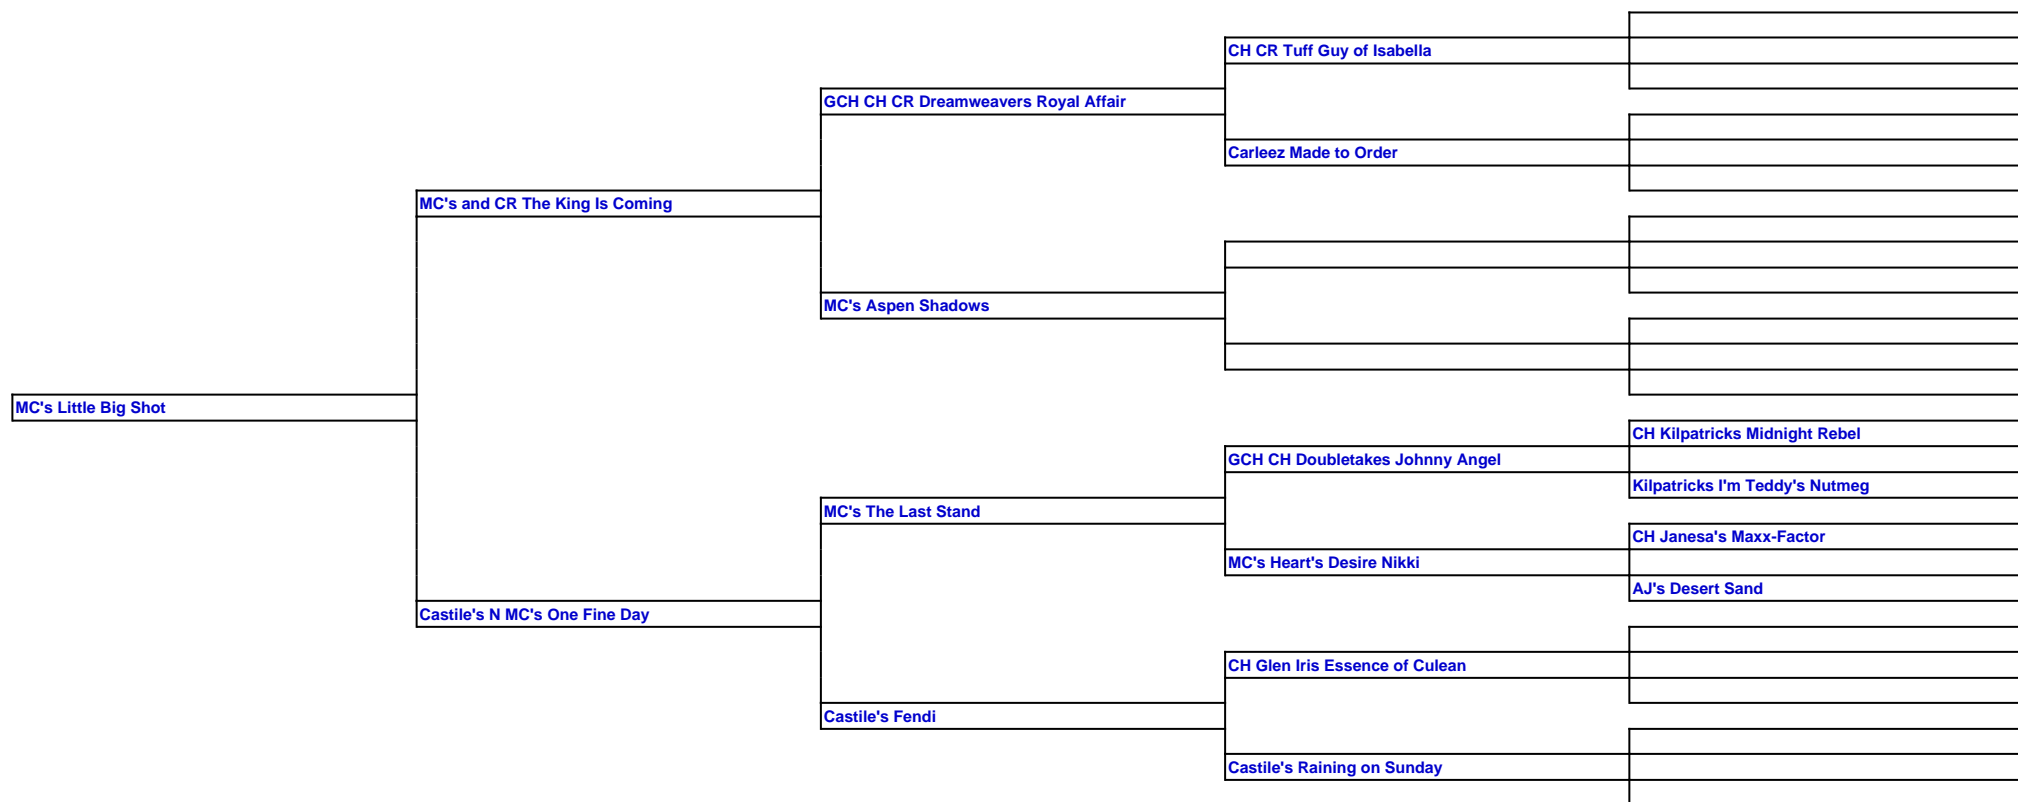 CH CR Tuff Guy of Isabella
GCH CH CR Dreamweavers Royal Affair
Carleez Made to Order
MC's and CR The King Is Coming
MC's Aspen Shadows
MC's Little Big Shot
CH Kilpatricks Midnight Rebel
GCH CH Doubletakes Johnny Angel
Kilpatricks I'm Teddy's Nutmeg
MC's The Last Stand
CH Janesa's Maxx-Factor
MC's Heart's Desire Nikki
AJ's Desert Sand
Castile's N MC's One Fine Day
CH Glen Iris Essence of Culean
Castile's Fendi
Castile's Raining on Sunday